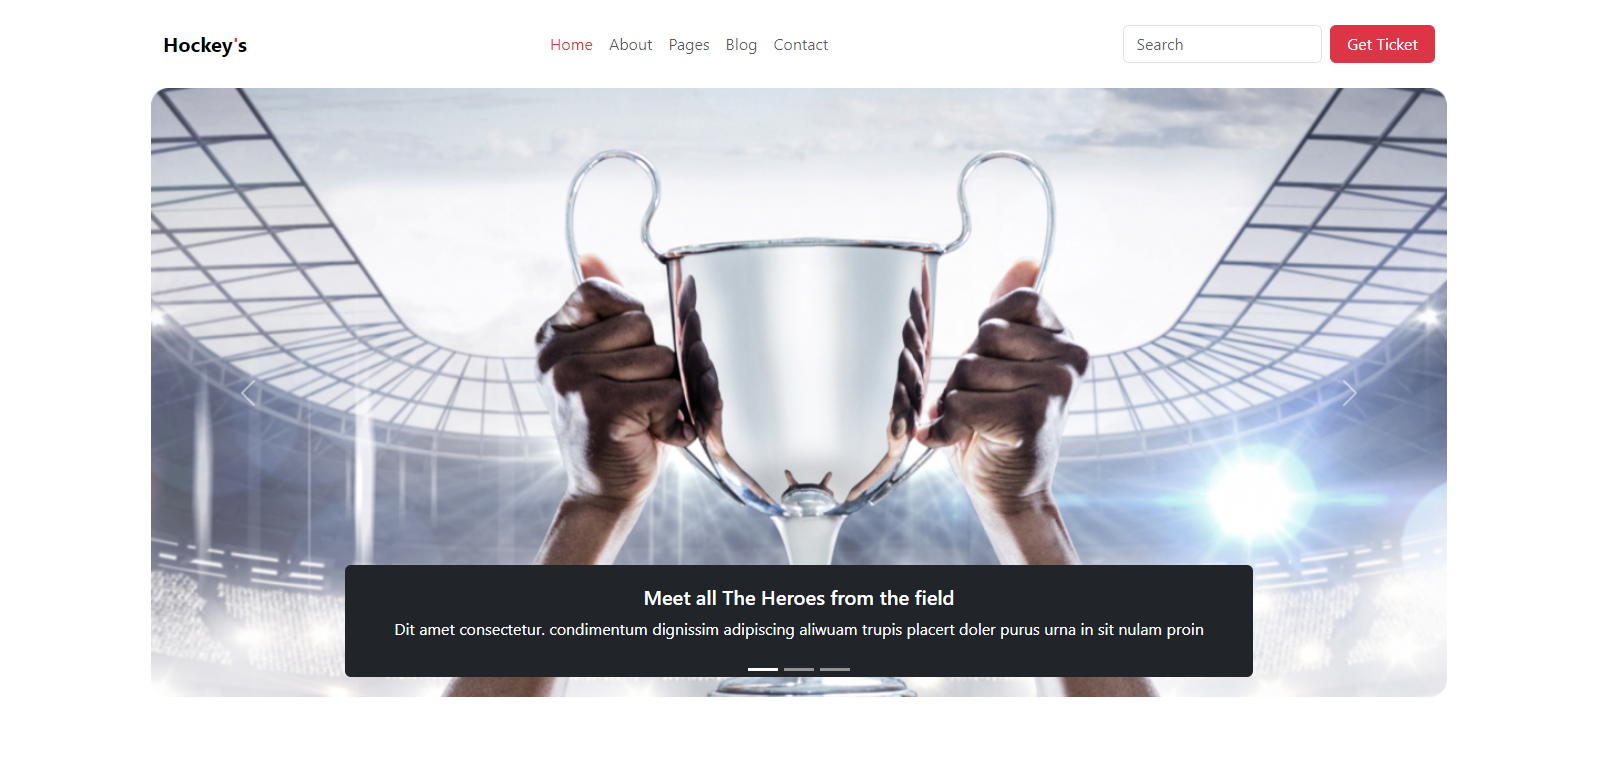 Hockey's
Home About Pages Blog Contact
Search
Get Ticket
Meet all The Heroes from the field
Dit amet consectetur. condimentum dignissim adipiscing aliwuam trupis placert doler purus urna in sit nulam proin